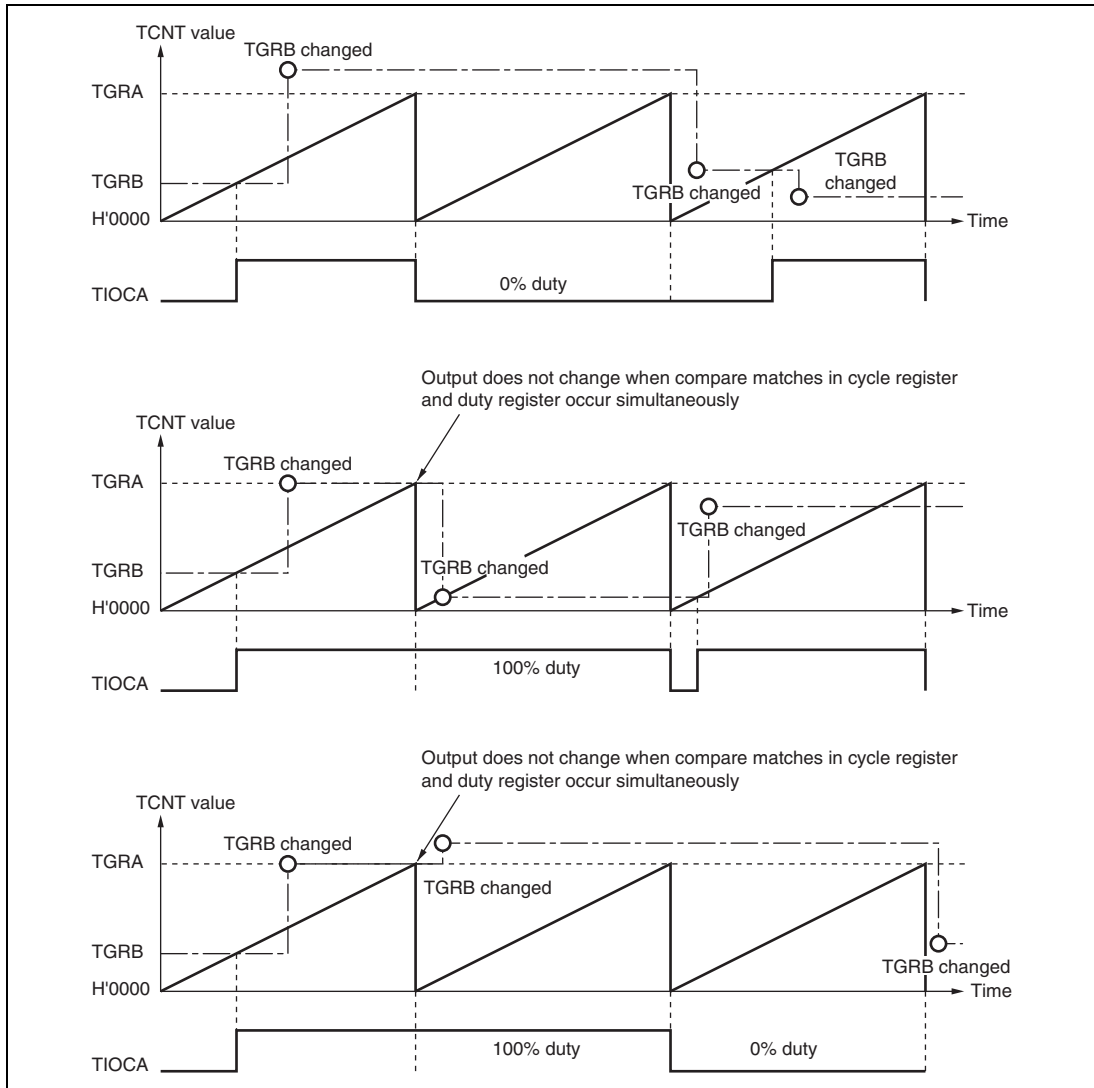 TCNT value
TGRB changed
TGRA
TGRB
changed
TGRB
TGRB changed
H'0000
Time
0% duty
TIOCA
Output does not change when compare matches in cycle register
and duty register occur simultaneously
TCNT value
TGRB changed
TGRA
TGRB changed
TGRB changed
TGRB
H'0000
Time
100% duty
TIOCA
Output does not change when compare matches in cycle register
and duty register occur simultaneously
TCNT value
TGRB changed
TGRA
TGRB changed
TGRB
TGRB changed
H'0000
Time
100% duty
0% duty
TIOCA